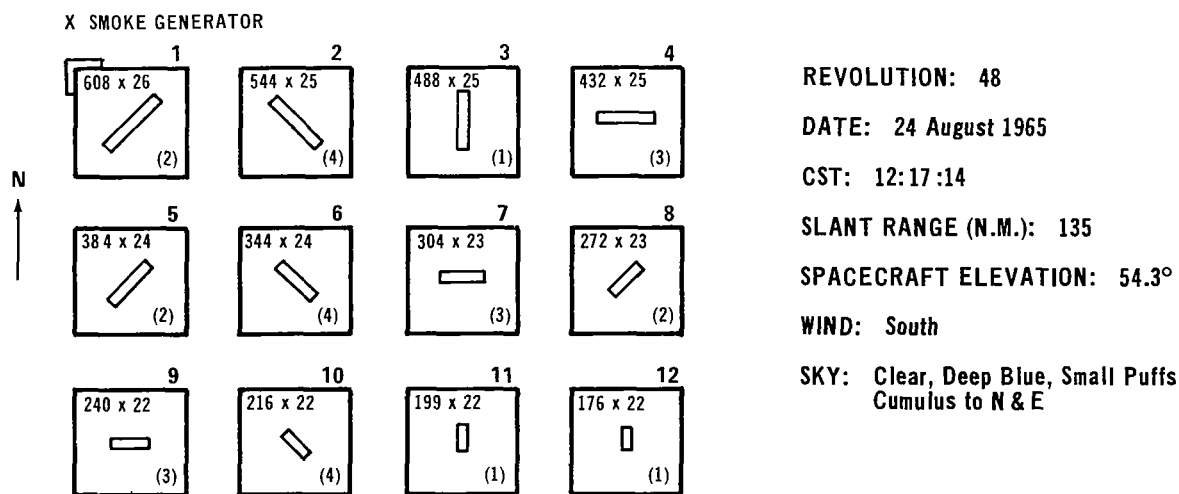 X SMOKE GENERATOR
1 2 3 4
608 x 26 544 x 25 488 x 25 432 x 25
(2) (4) (1) (3)
N
5 6 7 8
384 x 24 344 x 24 304 x 23 272 x 23
(2) (4) (3) (2)
9 10 11 12
240 x 22 216 x 22 199 x 22 176 x 22
(3) (4) (1) (1)
REVOLUTION: 48
DATE: 24 August 1965
CST: 12:17:14
SLANT RANGE (N.M.): 135
SPACECRAFT ELEVATION: 54.3°
WIND: South
SKY: Clear, Deep Blue, Small Puffs
Cumulus to N & E